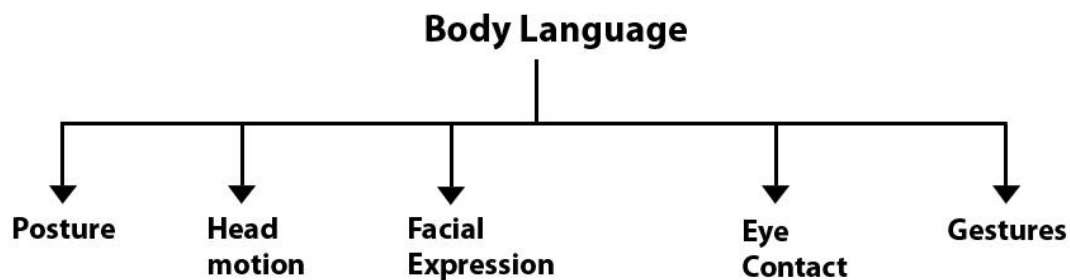 Body Language
Posture
Head
motion
Facial
Expression
Eye
Contact
Gestures